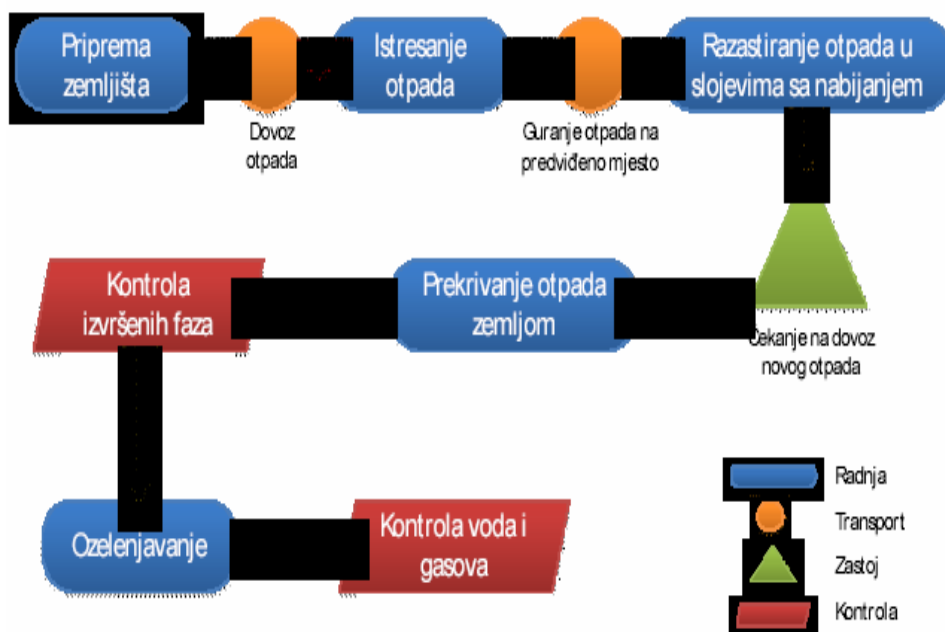 Priprema
zemljišta
Istresanje
otpada
Razastiranje otpada u
slojevima sa nabijanjem
Dovoz
otpada
Guranje otpada na
predviđeno mjesto
Kontrola
izvršenih faza
Prekrivanje otpada
zemljom
Čekanje na dovoz
novog otpada
Ozelenjavanje
Kontrola voda i
gasova
Radnja
Transport
Zastoj
Kontrola